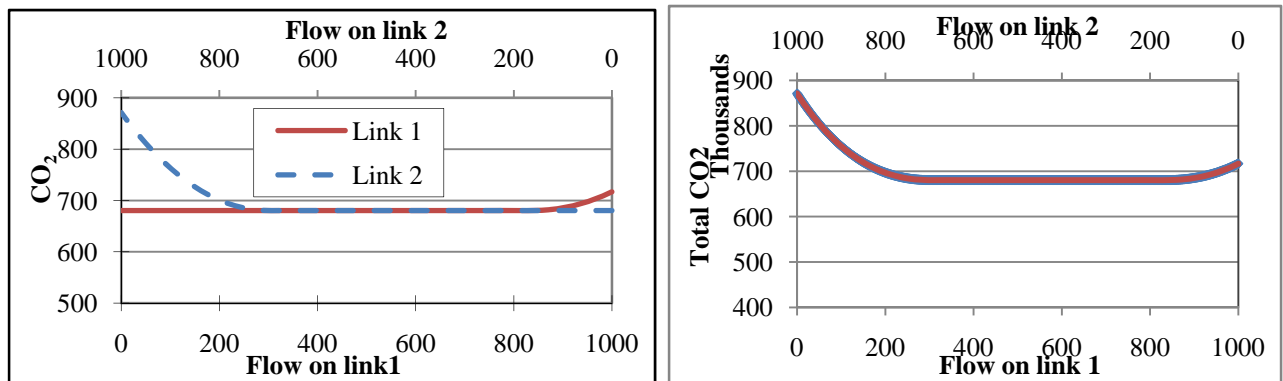 Flow on link 2
1000 800 600 400 200 0
900
800
700
600
500
CO2
Link 1
Link 2
0 200 400 600 800 1000
Flow on link1
Flow on link 2
1000 800 600 400 200 0
900
800
700
600
500
400
Total CO2
Thousands
0 200 400 600 800 1000
Flow on link 1